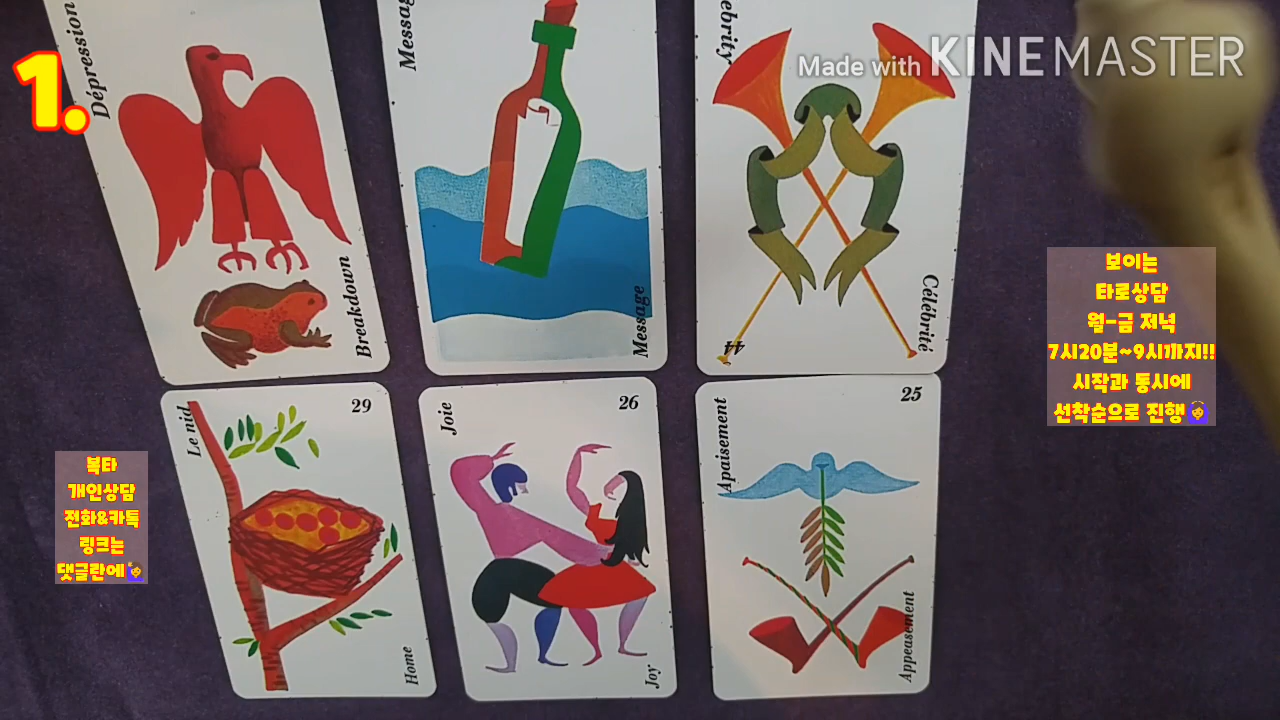 1.
Made with KINEMASTER
Dépression
Breakdown
Message
Célébrité
44
Le nid
29
Home
Joie
26
Joy
Apaisement
25
Appeasement
보이는
타로상담
월-금 저녁
7시20분~9시까지!!
시작과 동시에
선착순으로 진행🙆‍♀️
복타
개인상담
전화&카톡
링크는
댓글란에🙋‍♀️